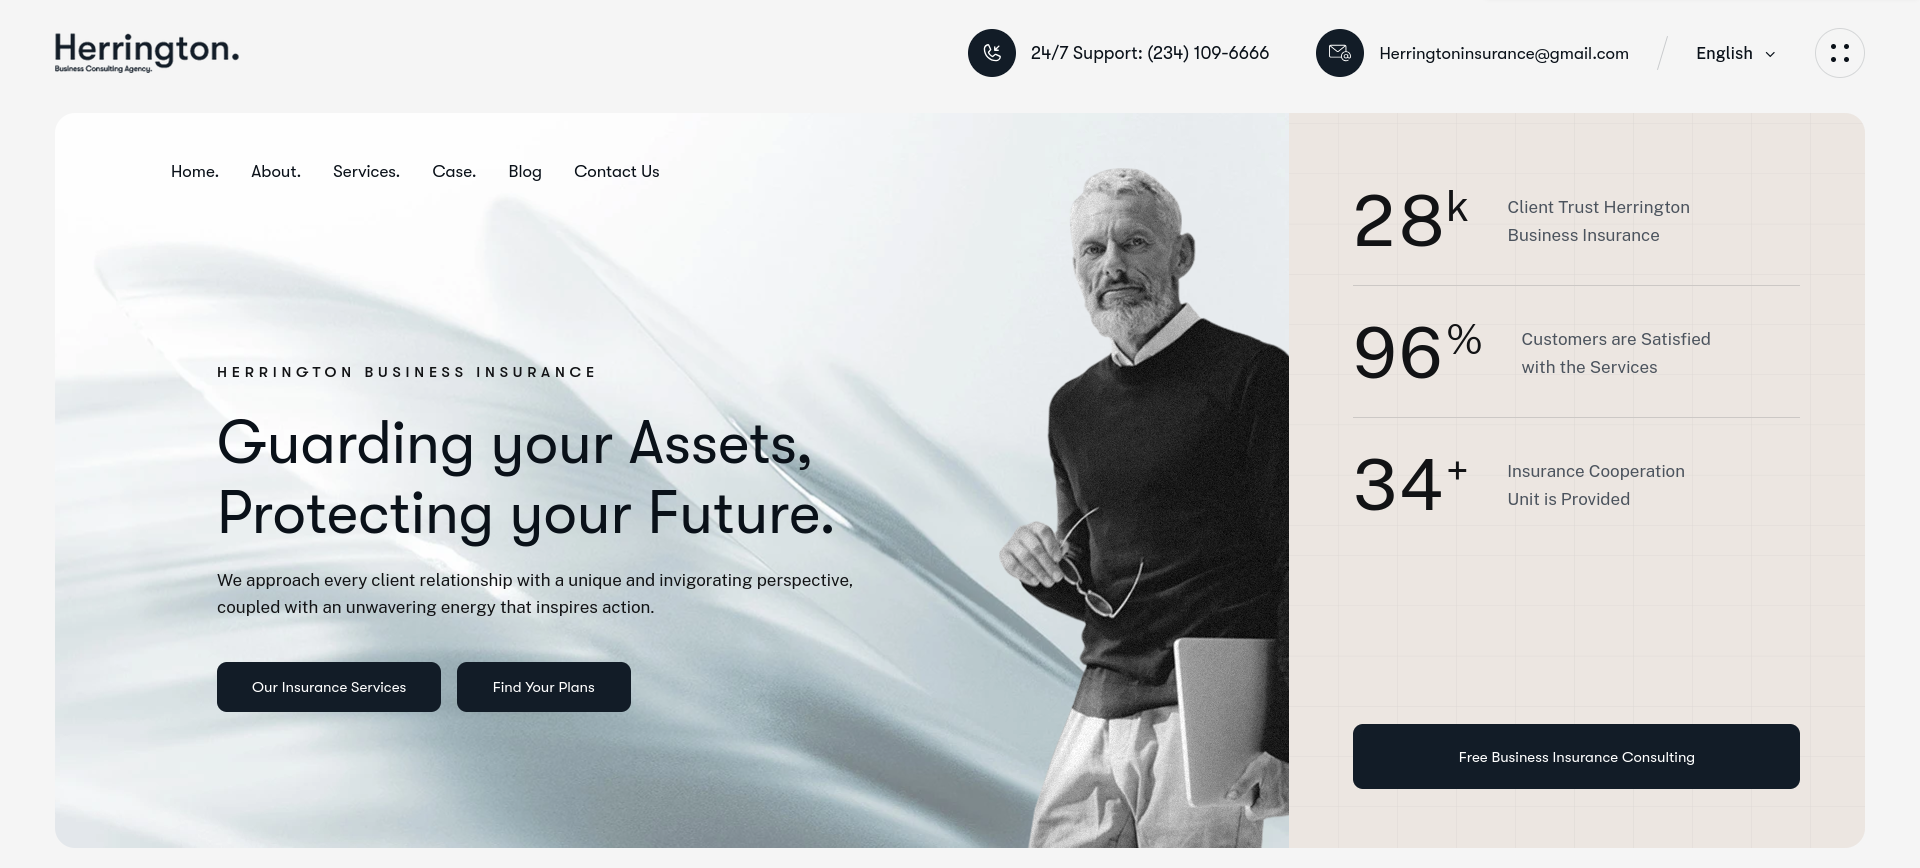 Herrington.
Business Consulting Agency.
24/7 Support: (234) 109-6666
Herringtoninsurance@gmail.com
English
Home. About. Services. Case. Blog Contact Us
HERRINGTON BUSINESS INSURANCE
Guarding your Assets,
Protecting your Future.
We approach every client relationship with a unique and invigorating perspective,
coupled with an unwavering energy that inspires action.
Our Insurance Services
Find Your Plans
28k
Client Trust Herrington
Business Insurance
96%
Customers are Satisfied
with the Services
34+
Insurance Cooperation
Unit is Provided
Free Business Insurance Consulting